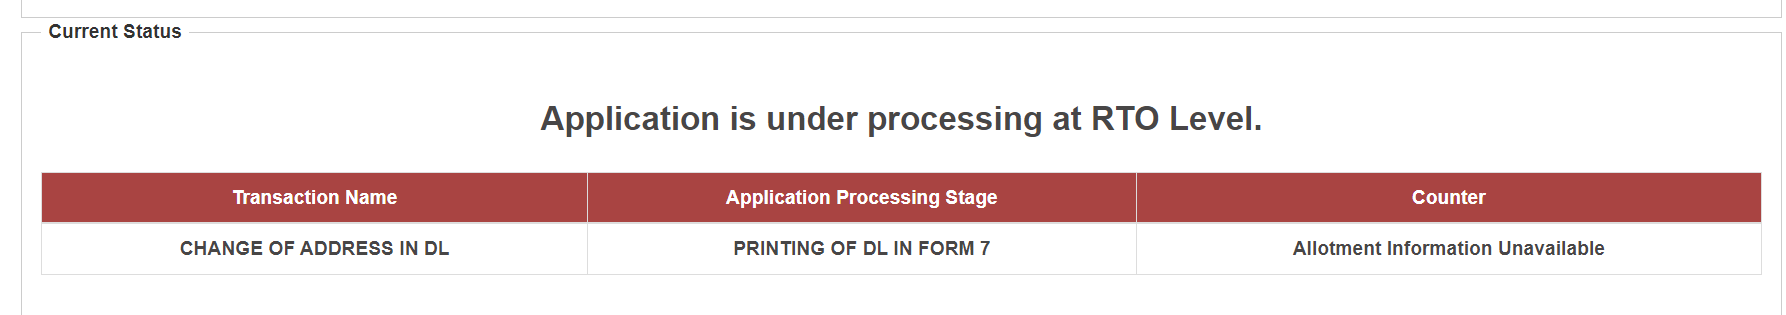 Current Status
Application is under processing at RTO Level.
Transaction Name Application Processing Stage Counter
CHANGE OF ADDRESS IN DL PRINTING OF DL IN FORM 7 Allotment Information Unavailable